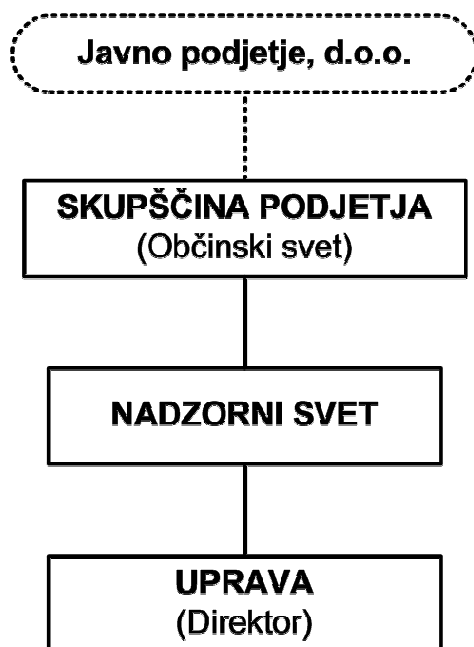 Javno podjetje, d.o.o.
SKUPŠČINA PODJETJA
(Občinski svet)
NADZORNI SVET
UPRAVA
(Direktor)